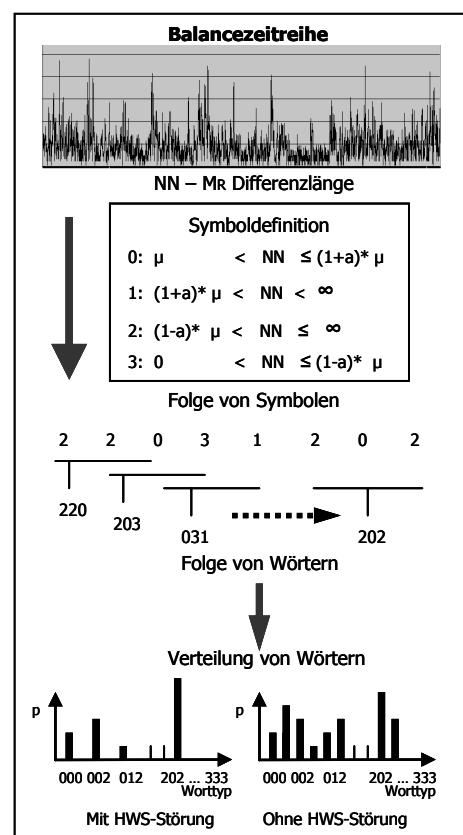 Balancezeitreihe
NN – MR Differenzlänge
Symboldefinition
0: µ < NN ≤ (1+a)* µ
1: (1+a)* µ < NN < ∞
2: (1-a)* µ < NN ≤ ∞
3: 0 < NN ≤ (1-a)* µ
Folge von Symbolen
2 2 0 3 1 2 0 2
220 203 031 202
Folge von Wörtern
Verteilung von Wörtern
p p
000 002 012 202 ... 333 000 002 012 202 ... 333
Worttyp Worttyp
Mit HWS-Störung Ohne HWS-Störung